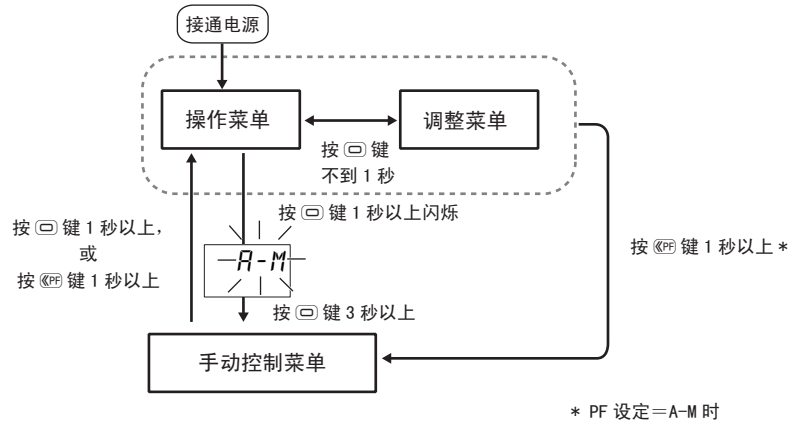 接通电源
操作菜单
调整菜单
按 键
不到 1 秒
按 键 1 秒以上闪烁
按 键 1 秒以上，
或
按 PF 键 1 秒以上
A-M
按 PF 键 1 秒以上＊
按 键 3 秒以上
手动控制菜单
＊ PF 设定＝A-M 时